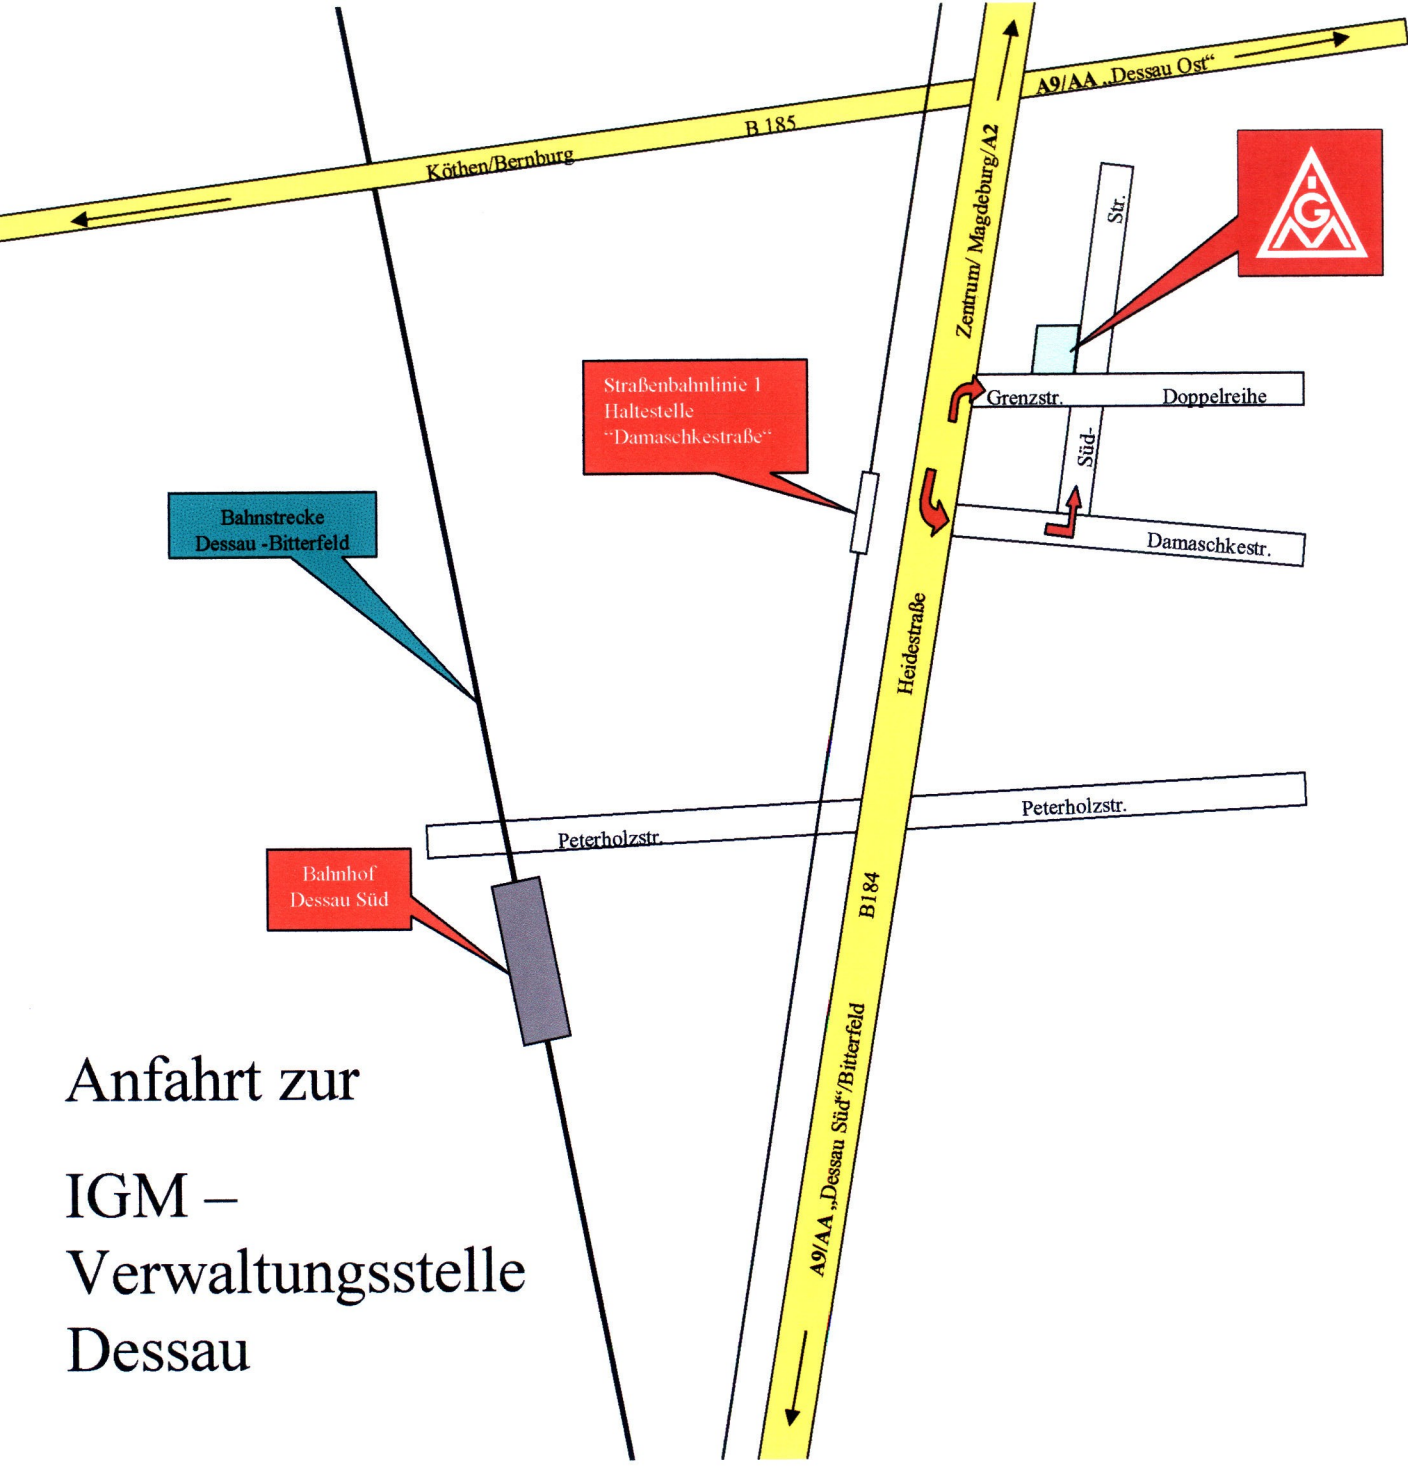 A9/AA „Dessau Ost“
B 185
Köthen/Bernburg
Zentrum/ Magdeburg/A2
IGM
Str.
Straßenbahnlinie 1
Haltestelle
“Damaschkestraße“
Grenzstr.
Doppelreihe
Süd-
Bahnstrecke
Dessau -Bitterfeld
Damaschkestr.
Heidestraße
Peterholzstr.
Peterholzstr.
Bahnhof
Dessau Süd
B184
A9/AA „Dessau Süd“/Bitterfeld
Anfahrt zur
IGM –
Verwaltungsstelle
Dessau